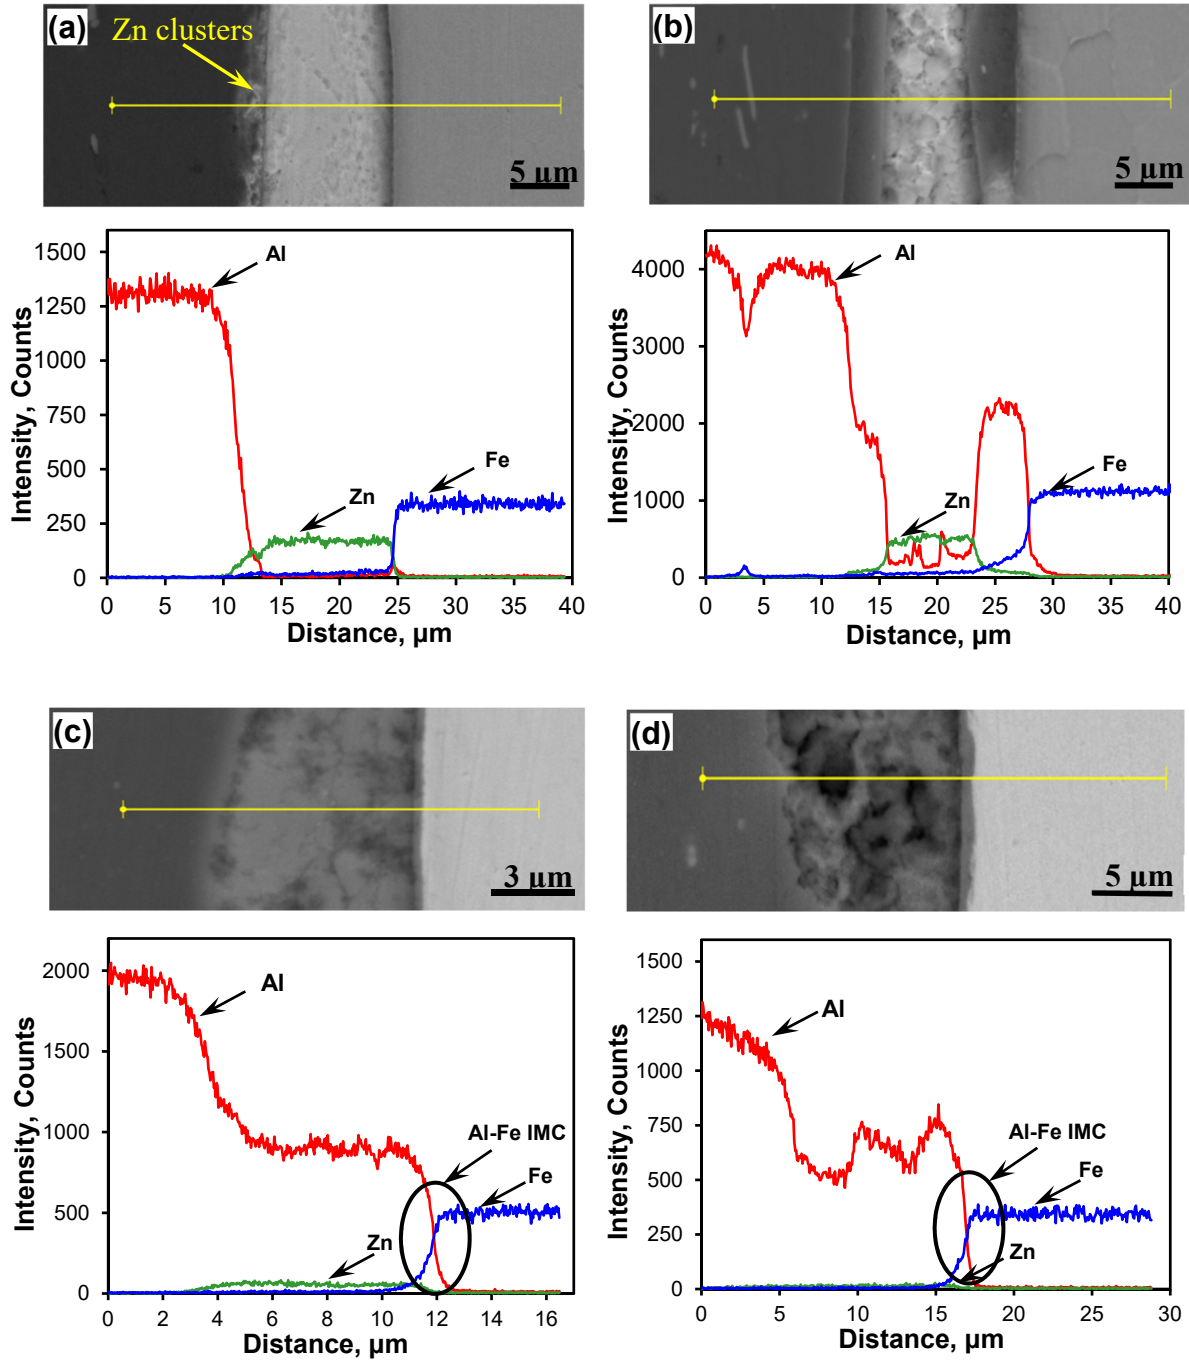 (a)
Zn clusters
5 µm
(b)
5 µm
Intensity, Counts
1500
1250
1000
750
500
250
0
Al
Zn
Fe
0 5 10 15 20 25 30 35 40
Distance, µm
Intensity, Counts
4000
3000
2000
1000
0
Al
Zn
Fe
0 5 10 15 20 25 30 35 40
Distance, µm
(c)
3 µm
(d)
5 µm
Intensity, Counts
2000
1500
1000
500
0
Al
Al-Fe IMC
Fe
Zn
0 2 4 6 8 10 12 14 16
Distance, µm
Intensity, Counts
1500
1250
1000
750
500
250
0
Al
Al-Fe IMC
Fe
Zn
0 5 10 15 20 25 30
Distance, µm